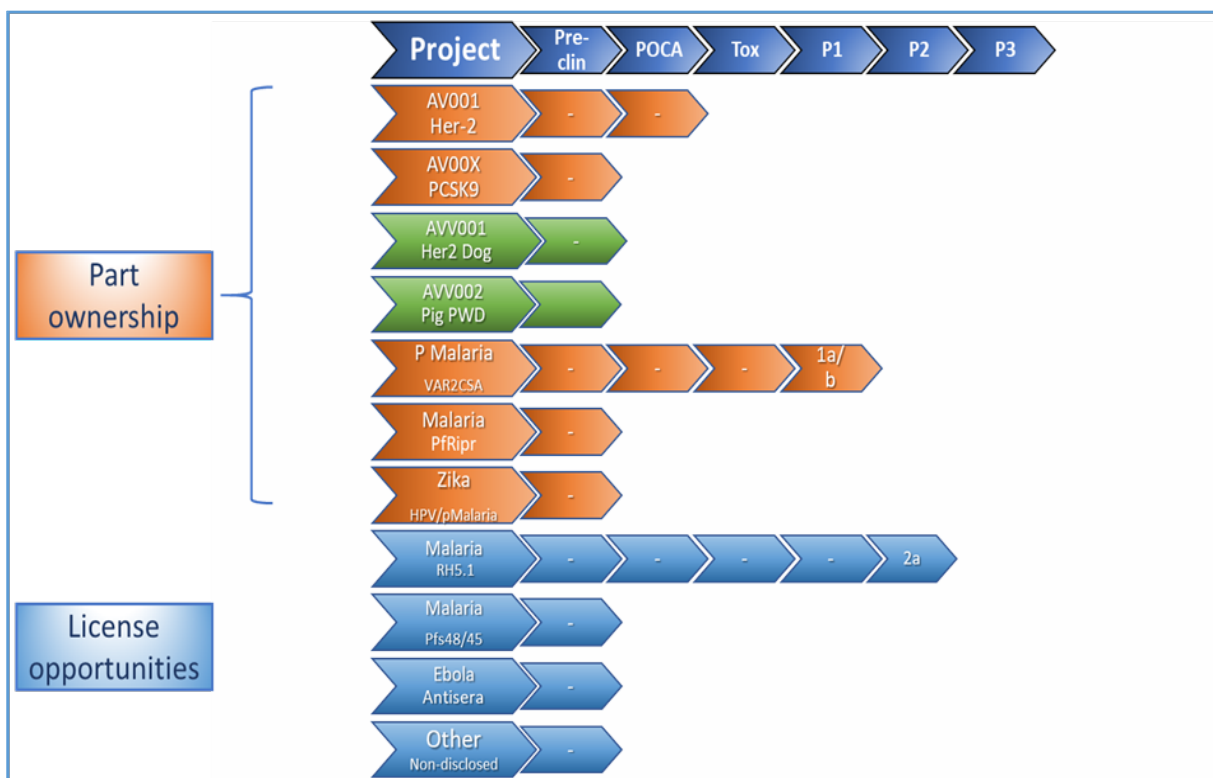 Project
Pre-
clin
POCA
Tox
P1
P2
P3
AV001
Her-2
-
-
AV00X
PCSK9
-
AVV001
Her2 Dog
-
Part
ownership
AVV002
Pig PWD
P Malaria
VAR2CSA
-
-
-
1a/
b
Malaria
PfRipr
-
Zika
HPV/pMalaria
-
Malaria
RH5.1
-
-
-
-
2a
License
opportunities
Malaria
Pfs48/45
-
Ebola
Antisera
-
Other
Non-disclosed
-